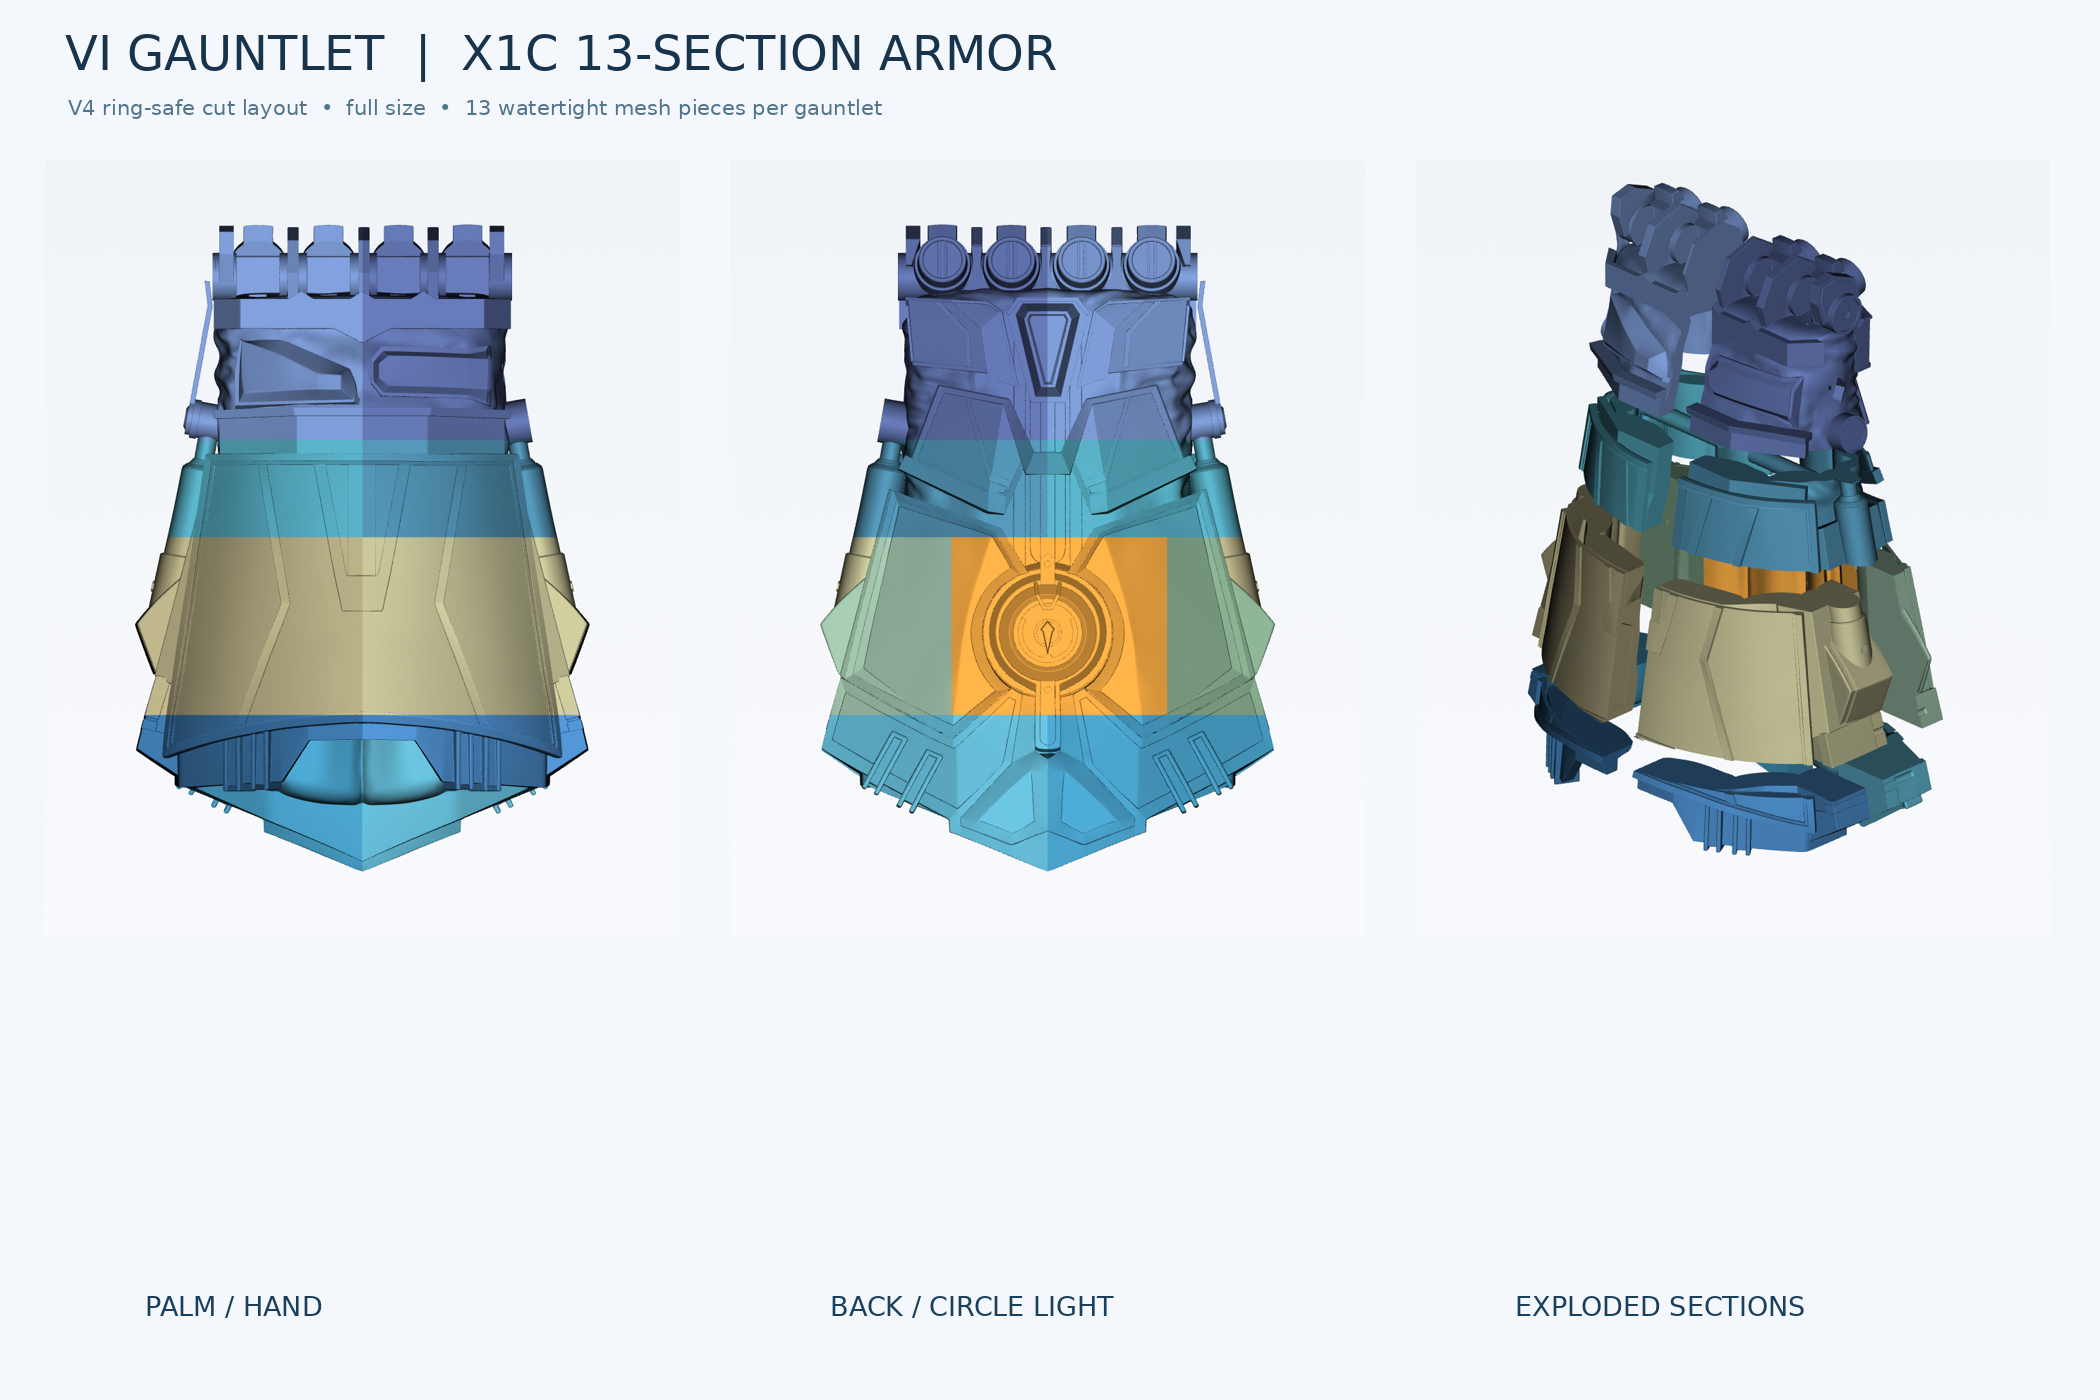 VI GAUNTLET | X1C 13-SECTION ARMOR
V4 ring-safe cut layout • full size • 13 watertight mesh pieces per gauntlet
PALM / HAND
BACK / CIRCLE LIGHT
EXPLODED SECTIONS